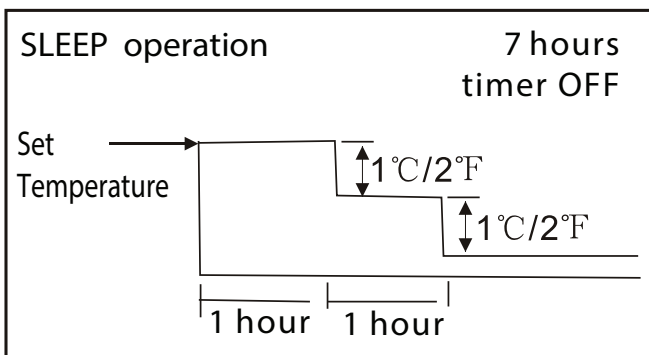 SLEEP operation
7 hours
timer OFF
Set
Temperature
1℃/2℉
1℃/2℉
1 hour
1 hour